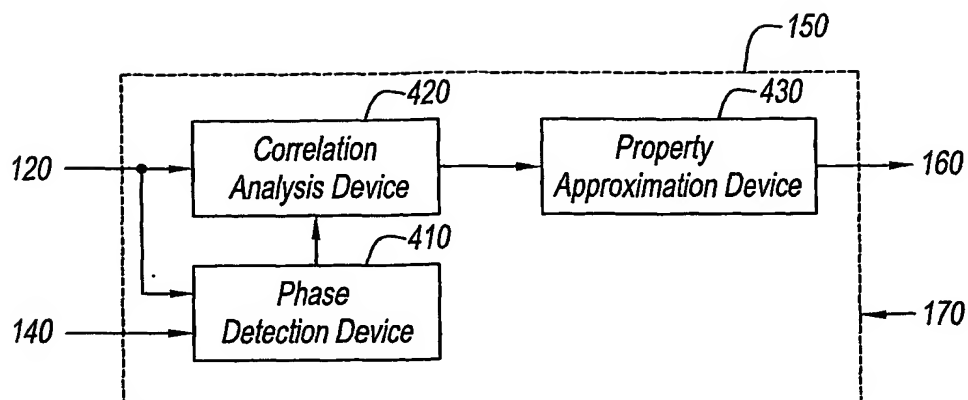 150
420
430
120
Correlation
Analysis Device
Property
Approximation Device
160
410
Phase
Detection Device
140
170